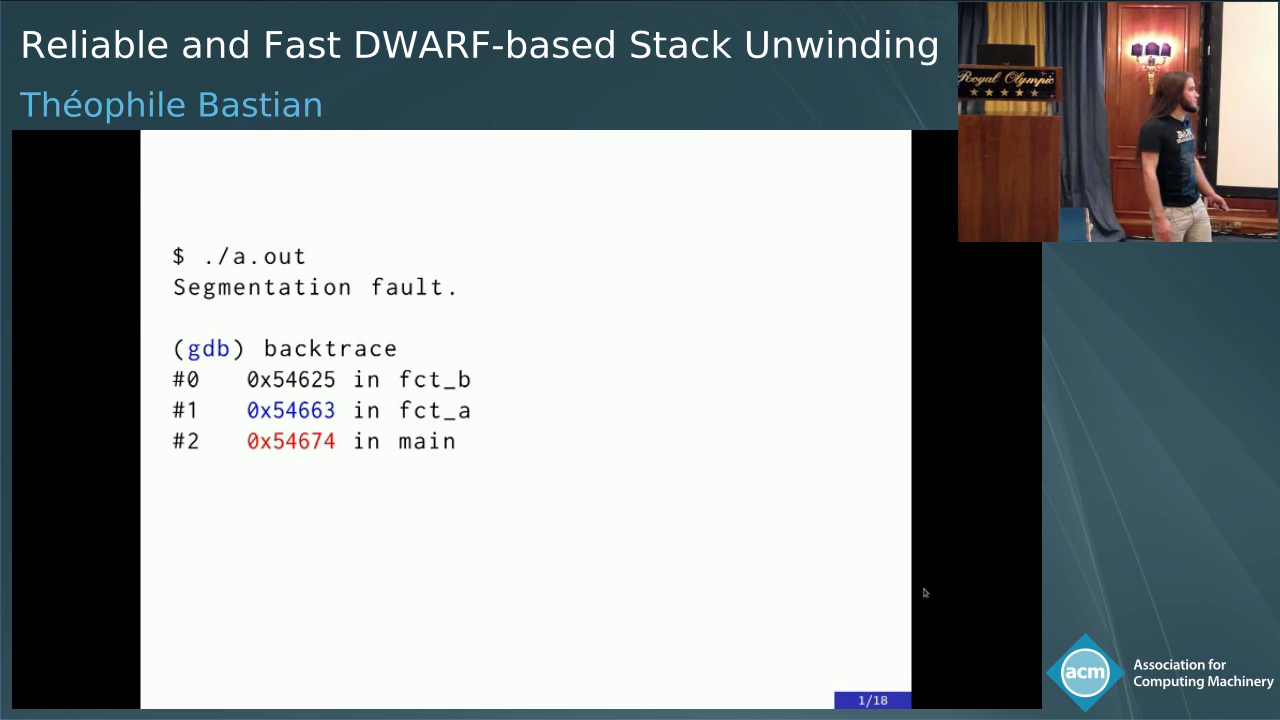 Reliable and Fast DWARF-based Stack Unwinding
Théophile Bastian
Royal Olympic
$ ./a.out
Segmentation fault.
(gdb) backtrace
#0 0x54625 in fct_b
#1 0x54663 in fct_a
#2 0x54674 in main
1/18
acm
Association for
Computing Machinery